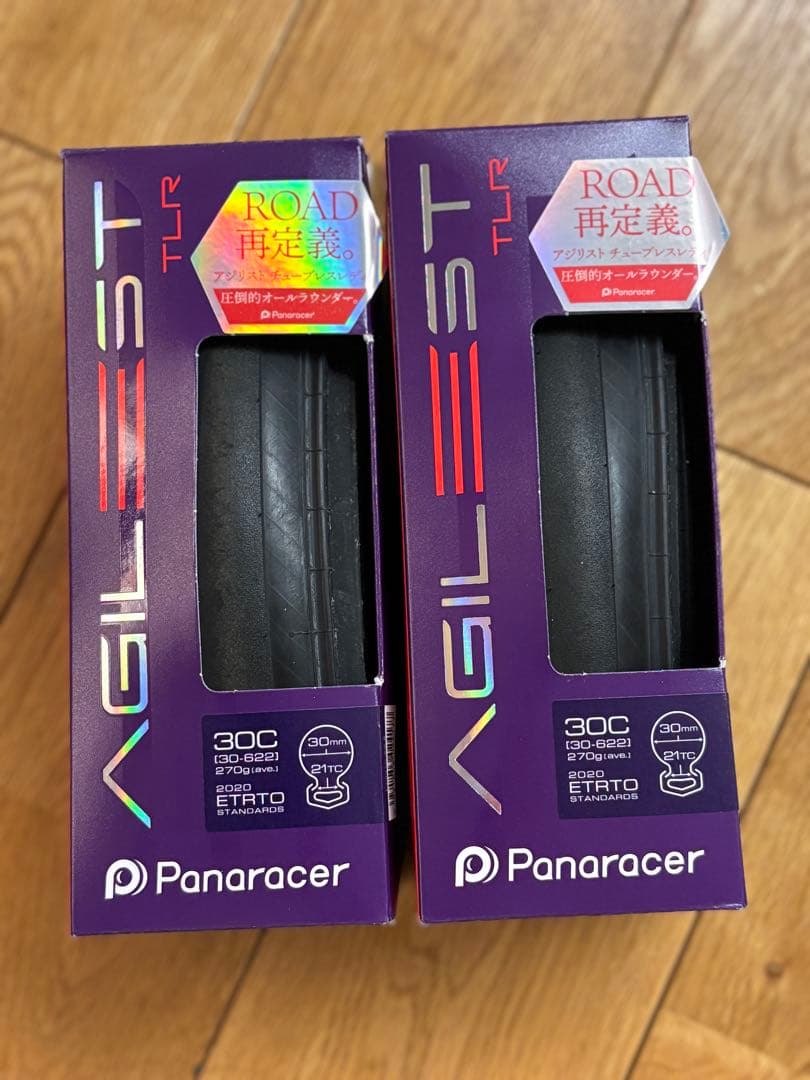 AGILEST TLR
ROAD
再定義。
アジリスト チューブレスレディ
圧倒的オールラウンダー。
Panaracer
30C
[30-622]
270g(ave.)
2020
ETRTO
STANDARDS
30mm
21TC
Panaracer
AGILEST TLR
ROAD
再定義。
アジリスト チューブレスレディ
圧倒的オールラウンダー。
Panaracer
30C
[30-622]
270g(ave.)
2020
ETRTO
STANDARDS
30mm
21TC
Panaracer